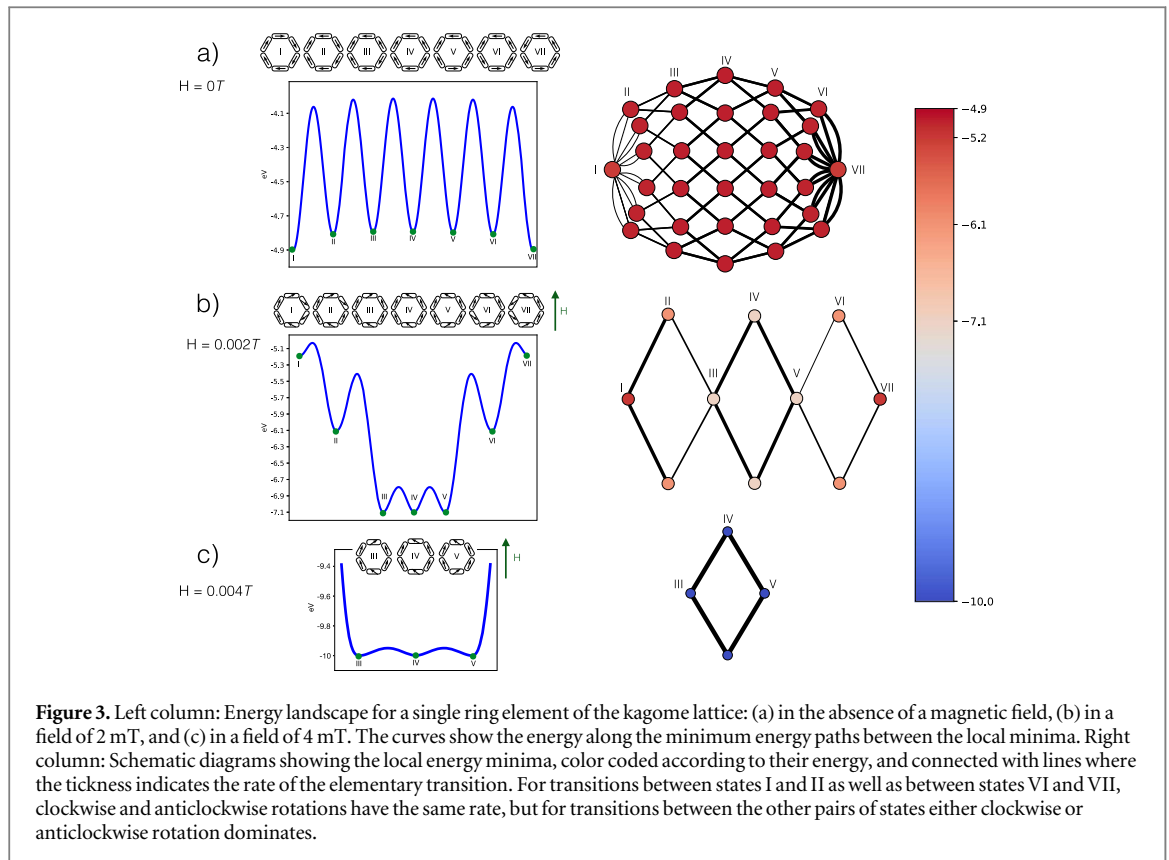 a)
I II III IV V VI VII
H = 0T
−4.1
−4.3
−4.5
−4.7
−4.9
eV
I II III IV V VI VII
I II III IV V VI VII
−4.9
−5.2
−6.1
−7.1
−10.0
b)
I II III IV V VI VII
H
H = 0.002T
-5.1
-5.3
-5.5
-5.7
-5.9
-6.1
-6.3
-6.5
-6.7
-6.9
-7.1
eV
I II III IV V VI VII
I II III IV V VI VII
c)
III IV V
H
H = 0.004T
-9.4
-9.6
-9.8
-10
eV
III IV V
III IV V
Figure 3. Left column: Energy landscape for a single ring element of the kagome lattice: (a) in the absence of a magnetic field, (b) in a
field of 2 mT, and (c) in a field of 4 mT. The curves show the energy along the minimum energy paths between the local minima. Right
column: Schematic diagrams showing the local energy minima, color coded according to their energy, and connected with lines where
the tickness indicates the rate of the elementary transition. For transitions between states I and II as well as between states VI and VII,
clockwise and anticlockwise rotations have the same rate, but for transitions between the other pairs of states either clockwise or
anticlockwise rotation dominates.